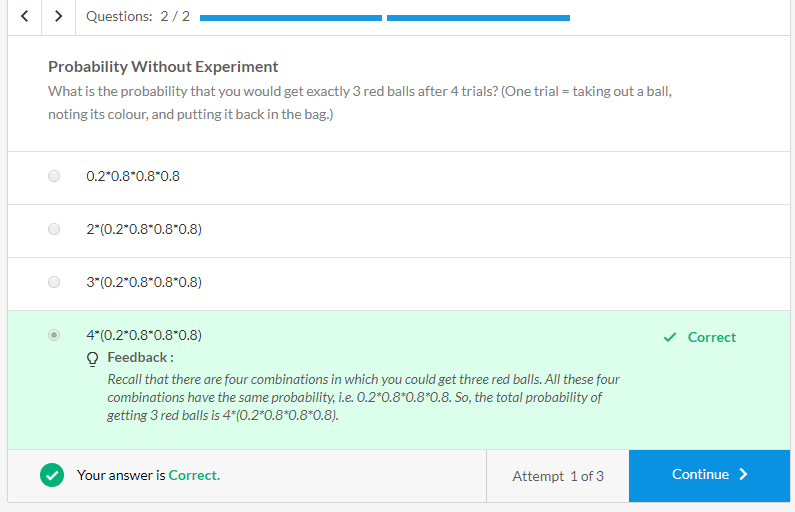 Questions: 2 / 2
Probability Without Experiment
What is the probability that you would get exactly 3 red balls after 4 trials? (One trial = taking out a ball,
noting its colour, and putting it back in the bag.)
0.2*0.8*0.8*0.8
2*(0.2*0.8*0.8*0.8)
3*(0.2*0.8*0.8*0.8)
4*(0.2*0.8*0.8*0.8)
Correct
Feedback :
Recall that there are four combinations in which you could get three red balls. All these four
combinations have the same probability, i.e. 0.2*0.8*0.8*0.8. So, the total probability of
getting 3 red balls is 4*(0.2*0.8*0.8*0.8).
Your answer is Correct.
Attempt 1 of 3
Continue